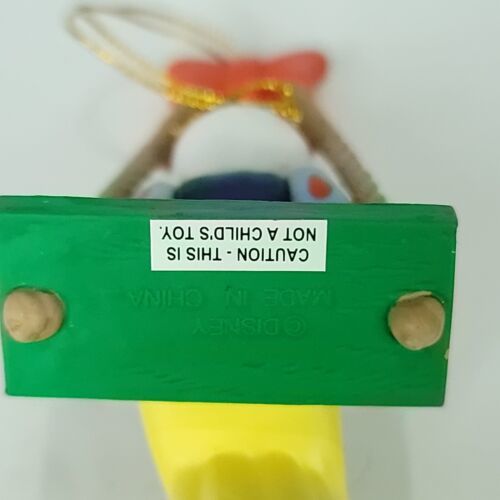 CAUTION - THIS IS
NOT A CHILD'S TOY.
©DISNEY
MADE IN CHINA